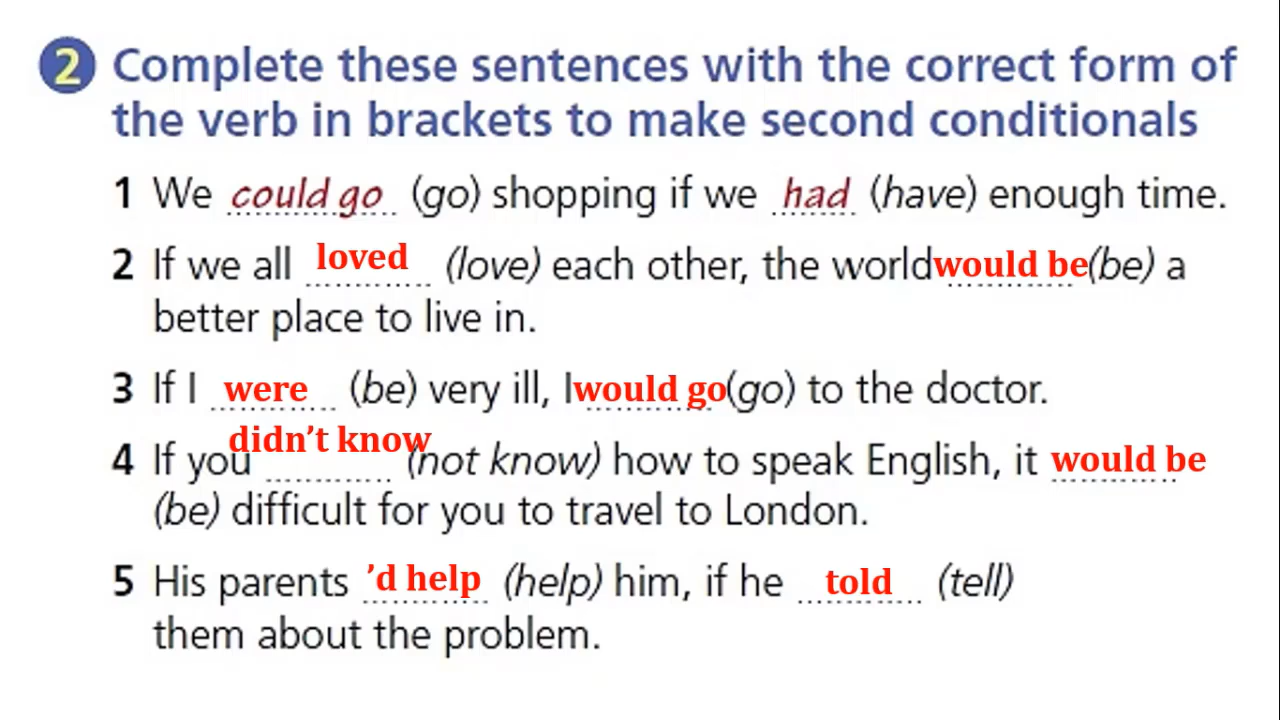 2 Complete these sentences with the correct form of
the verb in brackets to make second conditionals
1 We could go (go) shopping if we had (have) enough time.
2 If we all loved (love) each other, the world would be (be) a
better place to live in.
3 If I were (be) very ill, I would go (go) to the doctor.
4 If you didn't know (not know) how to speak English, it would be
(be) difficult for you to travel to London.
5 His parents 'd help (help) him, if he told (tell)
them about the problem.